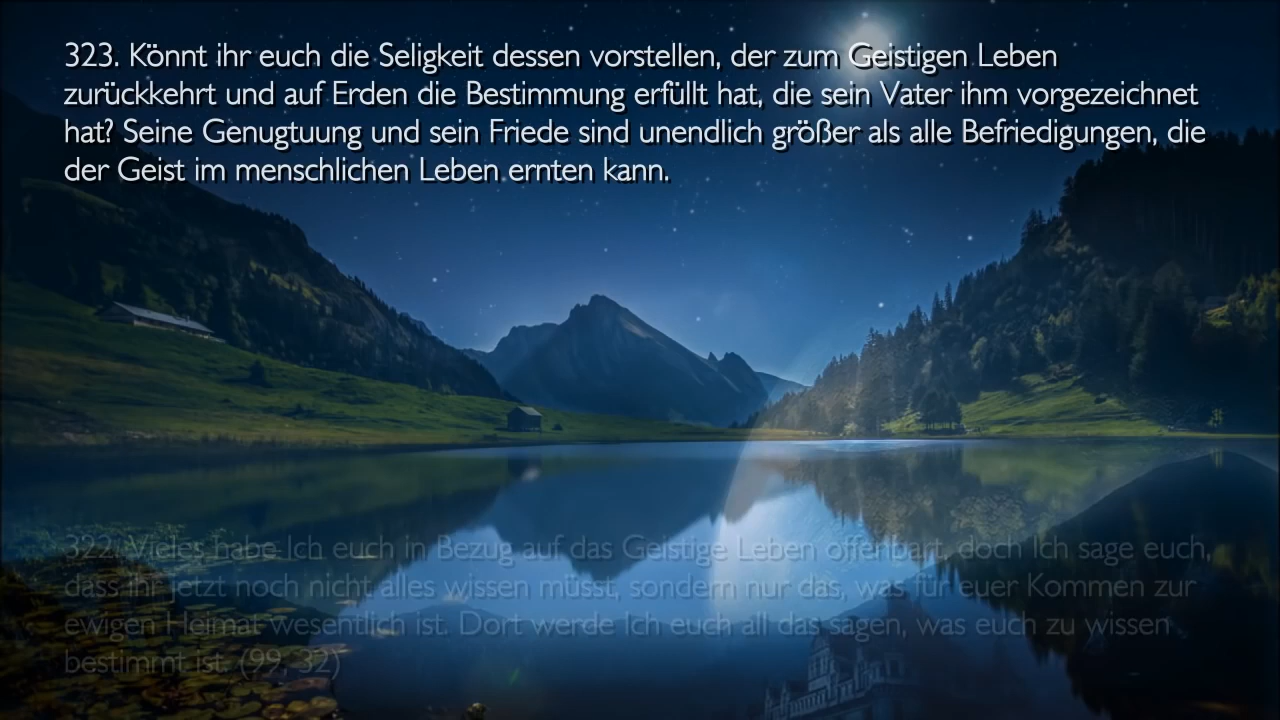 323. Könnt ihr euch die Seligkeit dessen vorstellen, der zum Geistigen Leben
zurückkehrt und auf Erden die Bestimmung erfüllt hat, die sein Vater ihm vorgezeichnet
hat? Seine Genugtuung und sein Friede sind unendlich größer als alle Befriedigungen, die
der Geist im menschlichen Leben ernten kann.
322. Vieles habe Ich euch in Bezug auf das Geistige Leben offenbart, doch Ich sage euch,
dass ihr jetzt noch nicht alles wissen müsst, sondern nur das, was für euer Kommen zur
ewigen Heimat wesentlich ist. Dort werde Ich euch all das sagen, was euch zu wissen
bestimmt ist. (99, 32)